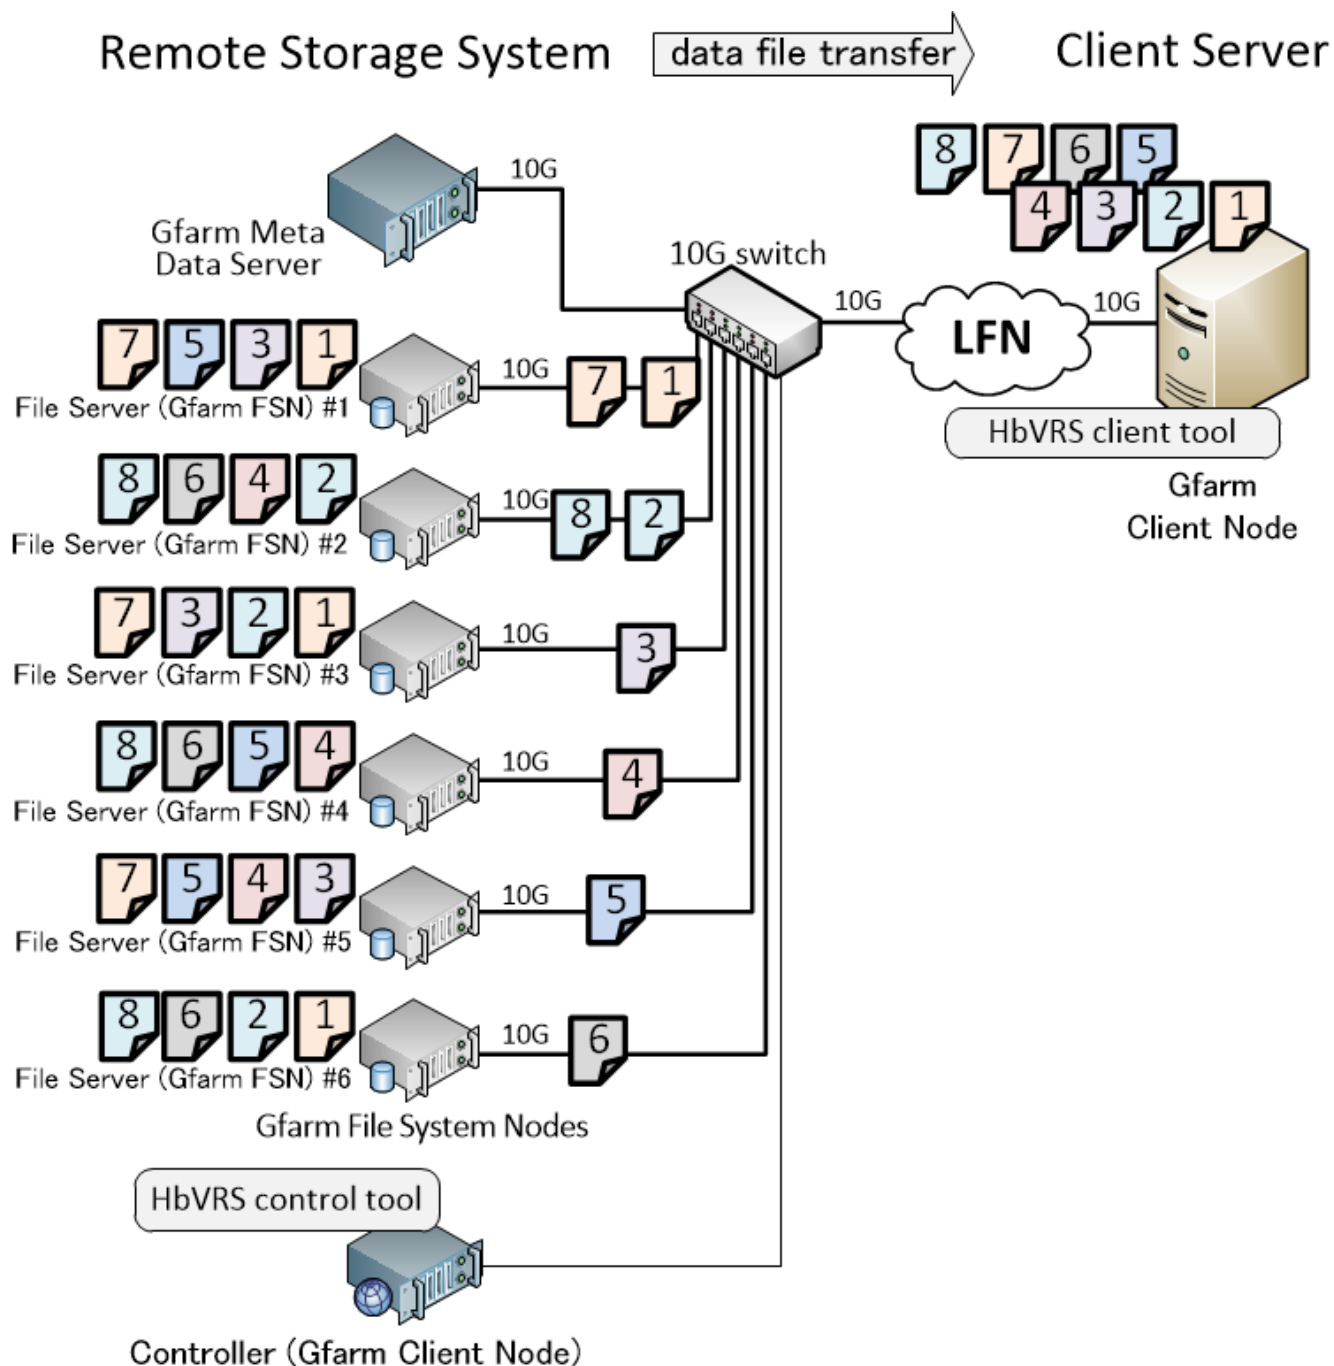 Remote Storage System
data file transfer
Client Server
8 7 6 5
4 3 2 1
10G
Gfarm Meta
Data Server
10G switch
10G
LFN
10G
7 5 3 1
10G
7 1
File Server (Gfarm FSN) #1
HbVRS client tool
Gfarm
Client Node
8 6 4 2
10G
8 2
File Server (Gfarm FSN) #2
7 3 2 1
10G
3
File Server (Gfarm FSN) #3
8 6 5 4
10G
4
File Server (Gfarm FSN) #4
7 5 4 3
10G
5
File Server (Gfarm FSN) #5
8 6 2 1
10G
6
File Server (Gfarm FSN) #6
Gfarm File System Nodes
HbVRS control tool
Controller (Gfarm Client Node)